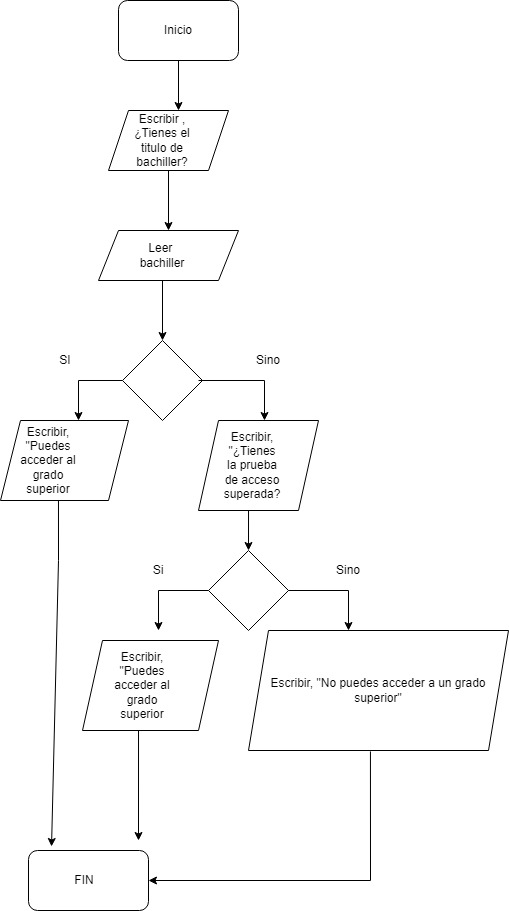 Inicio
Escribir ,
¿Tienes el
titulo de
bachiller?
Leer
bachiller
SI
Sino
Escribir,
"Puedes
acceder al
grado
superior
Escribir,
"¿Tienes
la prueba
de acceso
superada?
Si
Sino
Escribir,
"Puedes
acceder al
grado
superior
Escribir, "No puedes acceder a un grado
superior"
FIN